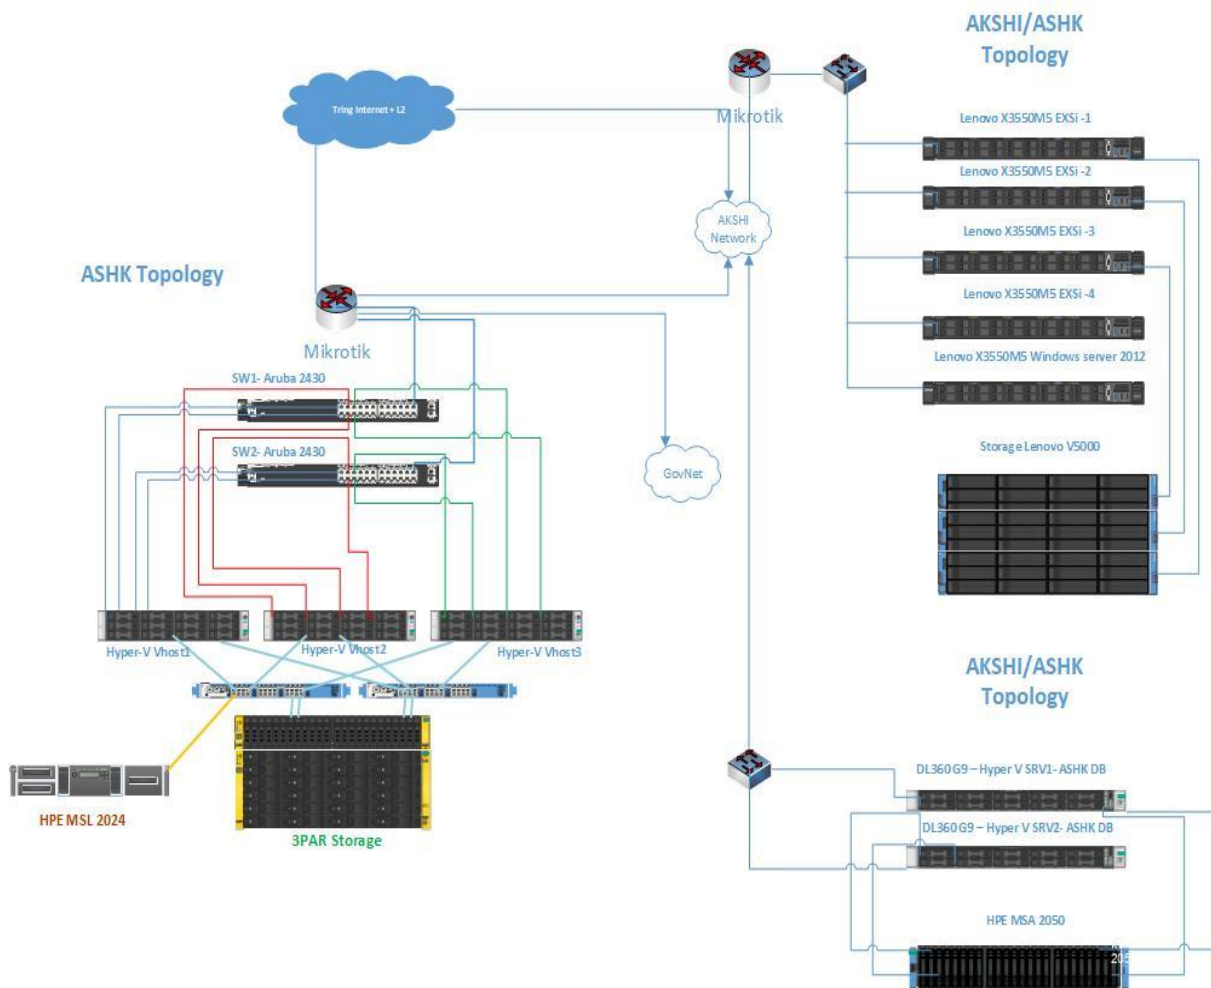 AKSHI/ASHK
Topology
Tring Internet + L2
Mikrotik
Lenovo X3550M5 EXSi -1
Lenovo X3550M5 EXSi -2
AKSHI
Network
Lenovo X3550M5 EXSi -3
ASHK Topology
Lenovo X3550M5 EXSi -4
Mikrotik
Lenovo X3550M5 Windows server 2012
SW1- Aruba 2430
SW2- Aruba 2430
Storage Lenovo V5000
GovNet
Hyper-V Vhost1
Hyper-V Vhost2
Hyper-V Vhost3
AKSHI/ASHK
Topology
DL360 G9 – Hyper V SRV1- ASHK DB
HPE MSL 2024
DL360 G9 – Hyper V SRV2- ASHK DB
3PAR Storage
HPE MSA 2050